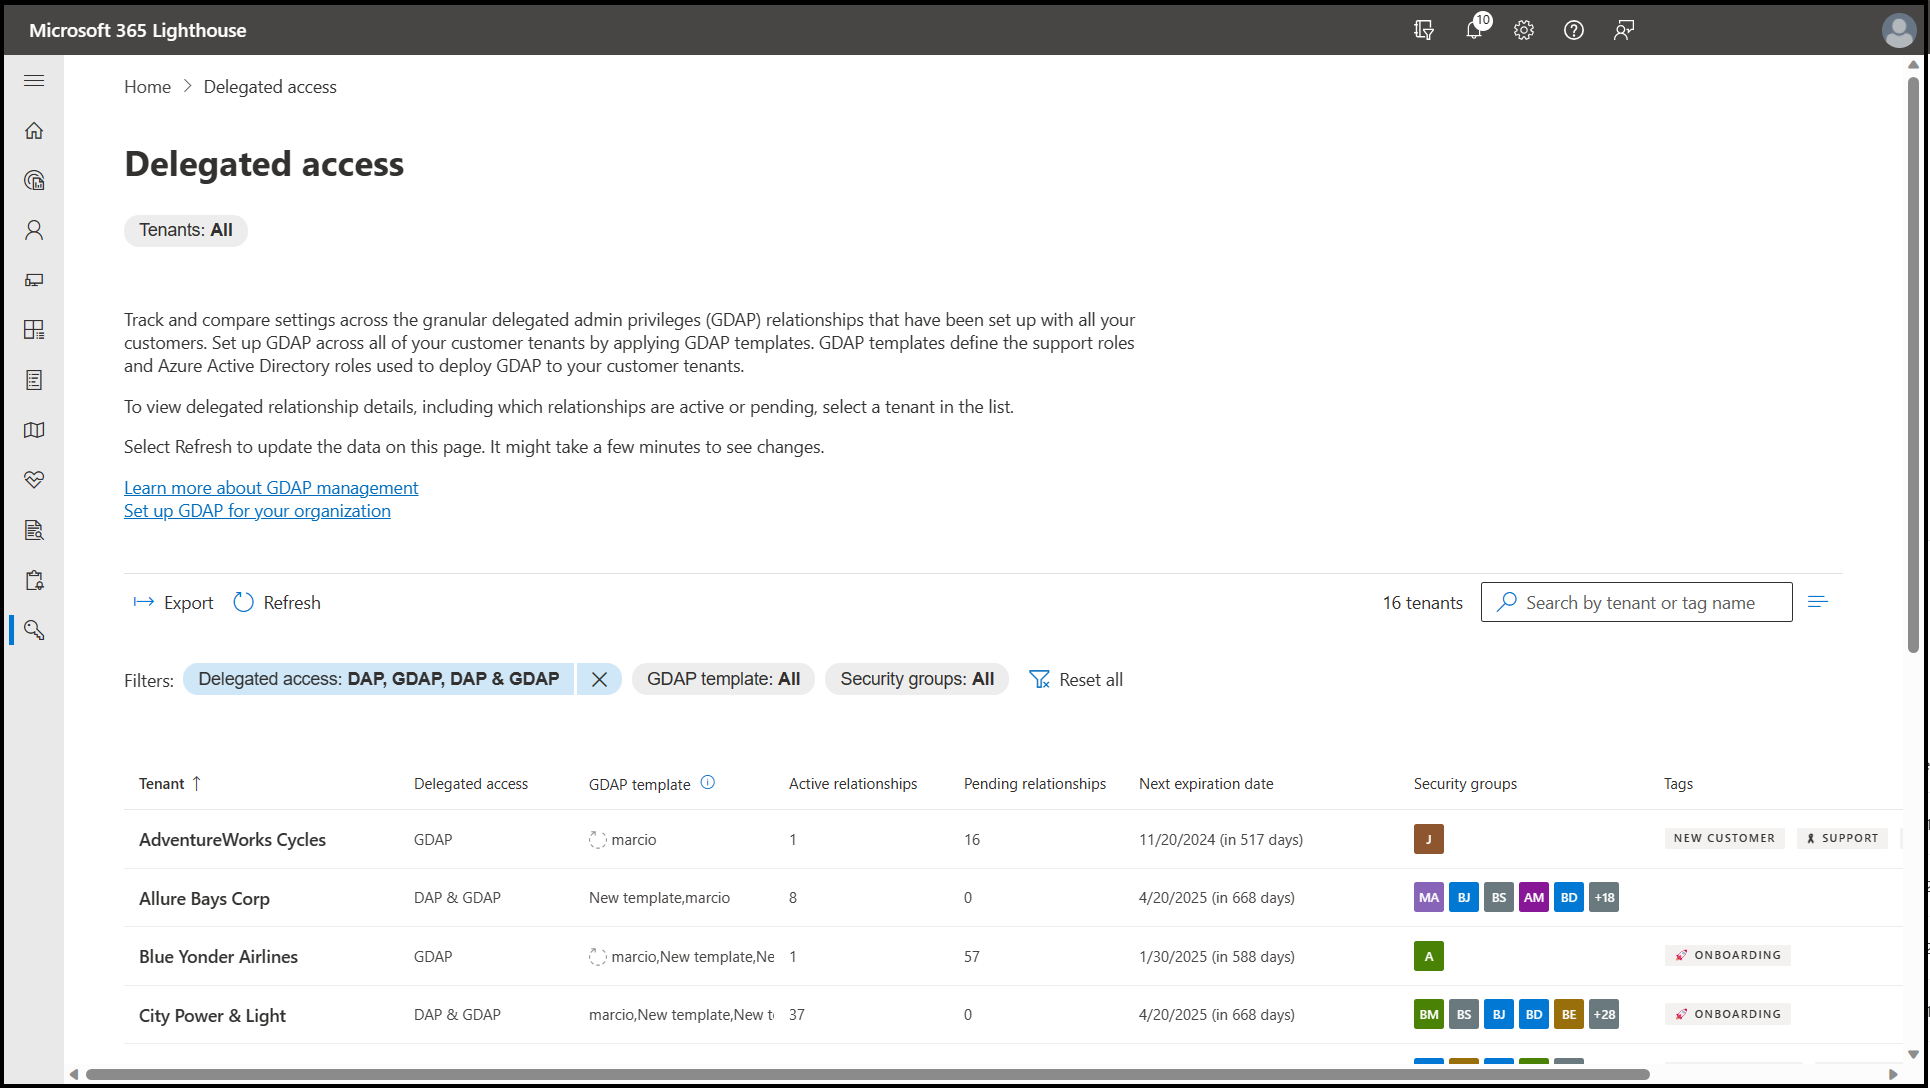 Microsoft 365 Lighthouse
10
Home > Delegated access
Delegated access
Tenants: All
Track and compare settings across the granular delegated admin privileges (GDAP) relationships that have been set up with all your
customers. Set up GDAP across all of your customer tenants by applying GDAP templates. GDAP templates define the support roles
and Azure Active Directory roles used to deploy GDAP to your customer tenants.
To view delegated relationship details, including which relationships are active or pending, select a tenant in the list.
Select Refresh to update the data on this page. It might take a few minutes to see changes.
Learn more about GDAP management
Set up GDAP for your organization
Export Refresh 16 tenants Search by tenant or tag name
Filters: Delegated access: DAP, GDAP, DAP & GDAP GDAP template: All Security groups: All Reset all
Tenant ↑ Delegated access GDAP template Active relationships Pending relationships Next expiration date Security groups Tags
AdventureWorks Cycles GDAP marcio 1 16 11/20/2024 (in 517 days) J NEW CUSTOMER SUPPORT
Allure Bays Corp DAP & GDAP New template,marcio 8 0 4/20/2025 (in 668 days) MA BJ BS AM BD +18
Blue Yonder Airlines GDAP marcio,New template,Ne 1 57 1/30/2025 (in 588 days) A ONBOARDING
City Power & Light DAP & GDAP marcio,New template,New t 37 0 4/20/2025 (in 668 days) BM BS BJ BD BE +28 ONBOARDING